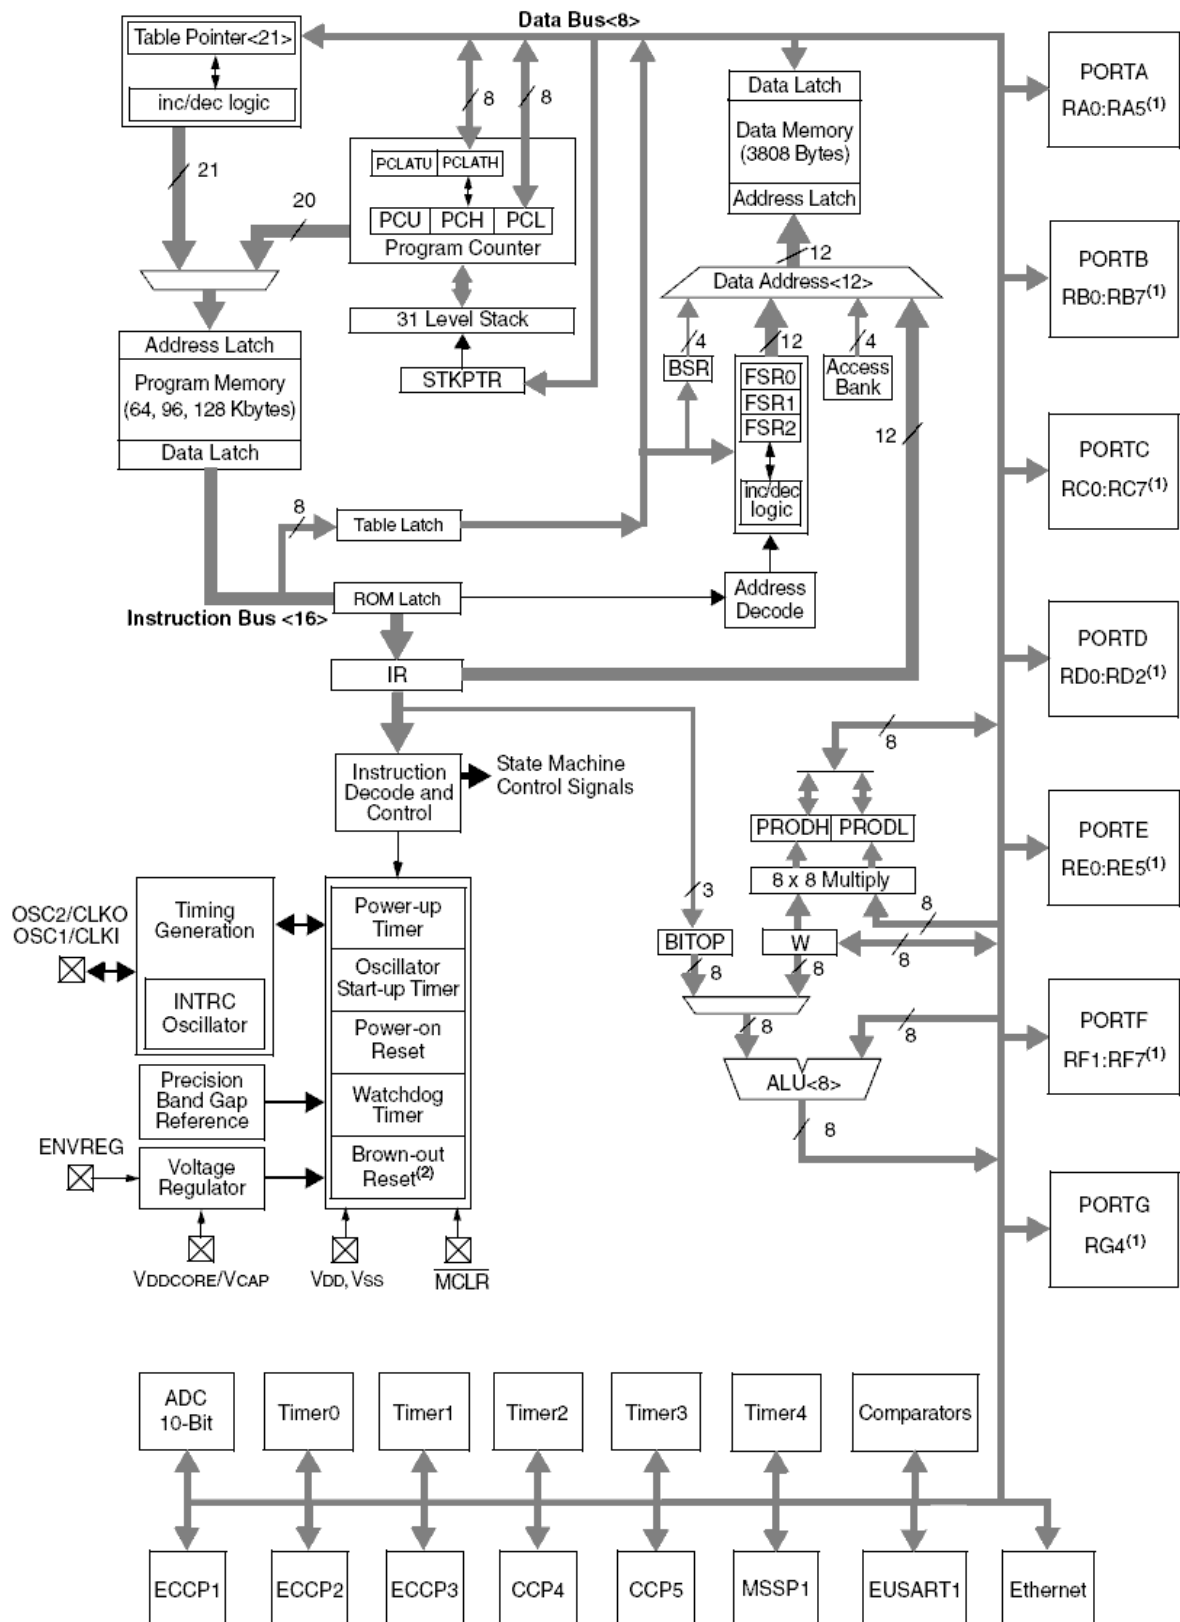 Data Bus<8>
Table Pointer<21>
inc/dec logic
21
20
8
8
PCLATU PCLATH
PCU PCH PCL
Program Counter
31 Level Stack
STKPTR
Address Latch
Program Memory
(64, 96, 128 Kbytes)
Data Latch
8
Table Latch
ROM Latch
Instruction Bus <16>
IR
Data Latch
Data Memory
(3808 Bytes)
Address Latch
12
Data Address<12>
4
12
4
BSR
FSR0
FSR1
FSR2
inc/dec
logic
Access
Bank
12
Address
Decode
Instruction
Decode and
Control
State Machine
Control Signals
8
PRODH PRODL
8 x 8 Multiply
3
8
BITOP
W
8
8
8
8
8
ALU<8>
8
OSC2/CLKO
OSC1/CLKI
Timing
Generation
INTRC
Oscillator
Power-up
Timer
Oscillator
Start-up Timer
Power-on
Reset
Watchdog
Timer
Brown-out
Reset(2)
Precision
Band Gap
Reference
ENVREG
Voltage
Regulator
VDDCORE/VCAP
VDD, VSS
MCLR
PORTA
RA0:RA5(1)
PORTB
RB0:RB7(1)
PORTC
RC0:RC7(1)
PORTD
RD0:RD2(1)
PORTE
RE0:RE5(1)
PORTF
RF1:RF7(1)
PORTG
RG4(1)
ADC
10-Bit
Timer0
Timer1
Timer2
Timer3
Timer4
Comparators
ECCP1
ECCP2
ECCP3
CCP4
CCP5
MSSP1
EUSART1
Ethernet